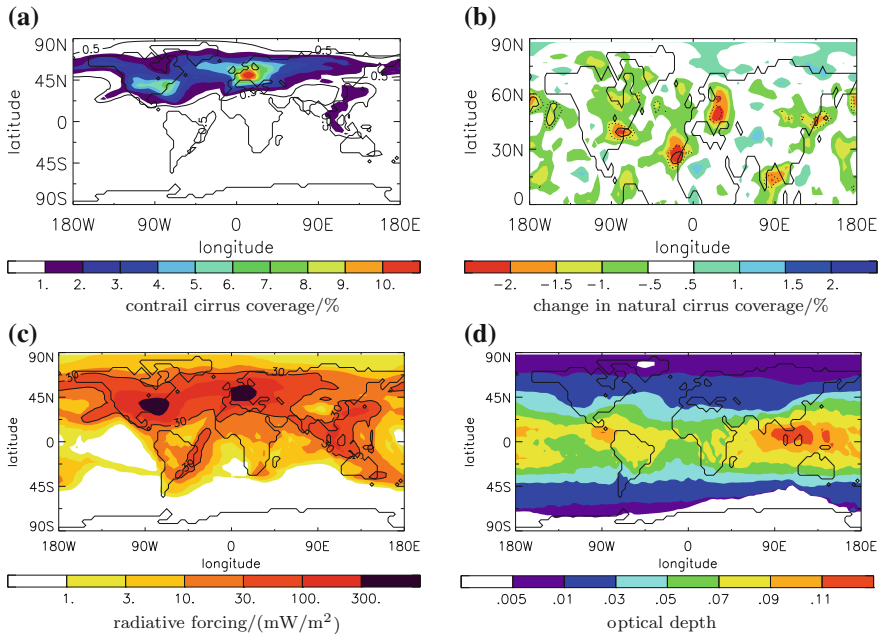 (a)
90N
45N
0
45S
90S
latitude
0.5
0.5
0.5
0.5
0.5
180W 90W 0 90E 180E
longitude
1. 2. 3. 4. 5. 6. 7. 8. 9. 10.
contrail cirrus coverage/%
(b)
90N
60N
30N
0
latitude
180W 90W 0 90E 180E
longitude
-2. -1.5 -1. -.5 .5 1. 1.5 2.
change in natural cirrus coverage/%
(c)
90N
45N
0
45S
90S
latitude
30
30
30
180W 90W 0 90E 180E
longitude
1. 3. 10. 30. 100. 300.
radiative forcing/(mW/m²)
(d)
90N
45N
0
45S
90S
latitude
180W 90W 0 90E 180E
longitude
.005 .01 .03 .05 .07 .09 .11
optical depth